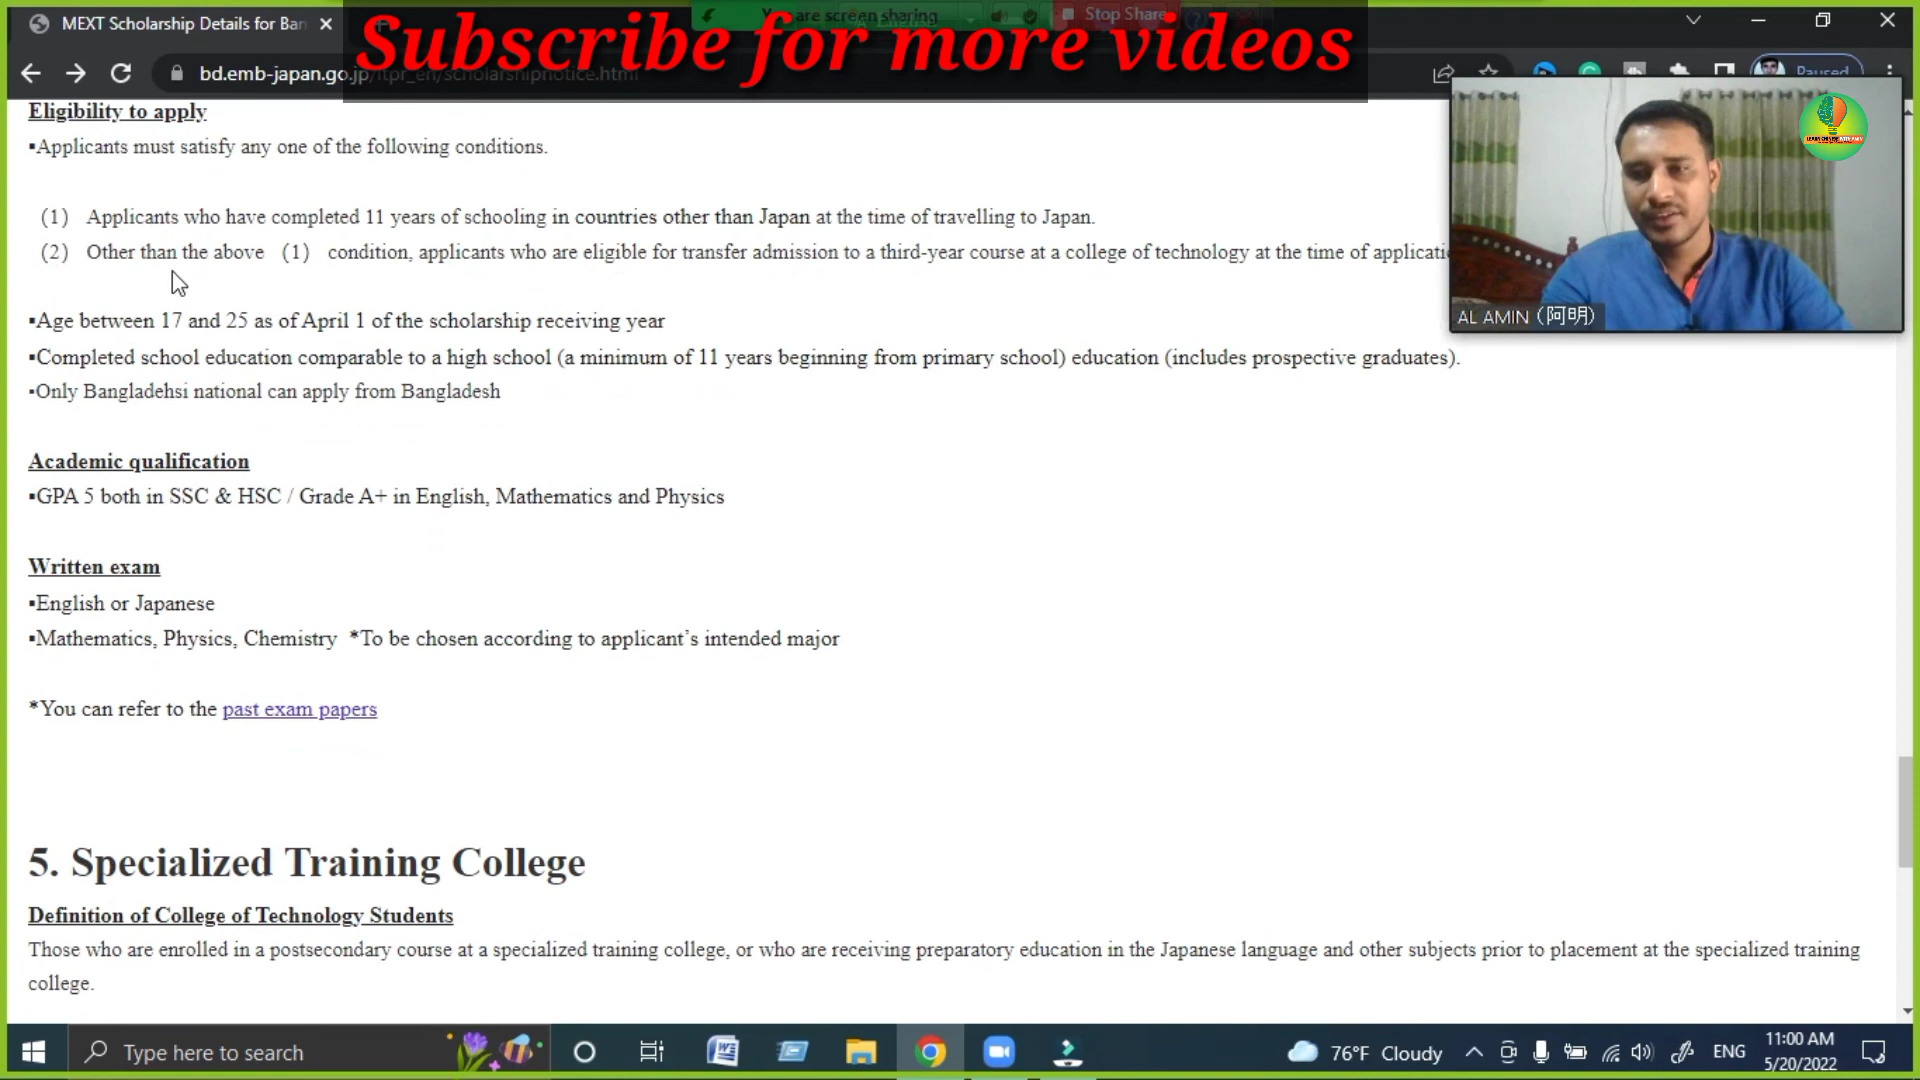 MEXT Scholarship Details for Ban
Subscribe for more videos
are screen sharing
Stop Share
bd.emb-japan.go.jp/itpr_en/scholarshipnotice.html
Paused
Eligibility to apply
▪Applicants must satisfy any one of the following conditions.
(1) Applicants who have completed 11 years of schooling in countries other than Japan at the time of travelling to Japan.
(2) Other than the above (1) condition, applicants who are eligible for transfer admission to a third-year course at a college of technology at the time of applicatio
AL AMIN (阿明)
▪Age between 17 and 25 as of April 1 of the scholarship receiving year
▪Completed school education comparable to a high school (a minimum of 11 years beginning from primary school) education (includes prospective graduates).
▪Only Bangladehsi national can apply from Bangladesh
Academic qualification
▪GPA 5 both in SSC & HSC / Grade A+ in English, Mathematics and Physics
Written exam
▪English or Japanese
▪Mathematics, Physics, Chemistry *To be chosen according to applicant's intended major
*You can refer to the past exam papers
5. Specialized Training College
Definition of College of Technology Students
Those who are enrolled in a postsecondary course at a specialized training college, or who are receiving preparatory education in the Japanese language and other subjects prior to placement at the specialized training
college.
Type here to search
76°F Cloudy
ENG
11:00 AM
5/20/2022